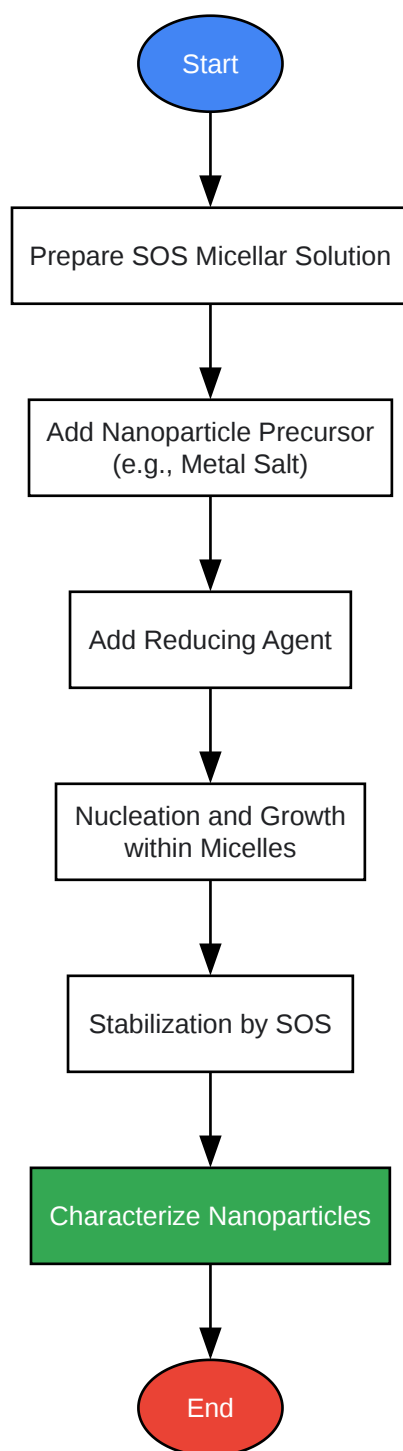 Start
Prepare SOS Micellar Solution
Add Nanoparticle Precursor
(e.g., Metal Salt)
Add Reducing Agent
Nucleation and Growth
within Micelles
Stabilization by SOS
Characterize Nanoparticles
End